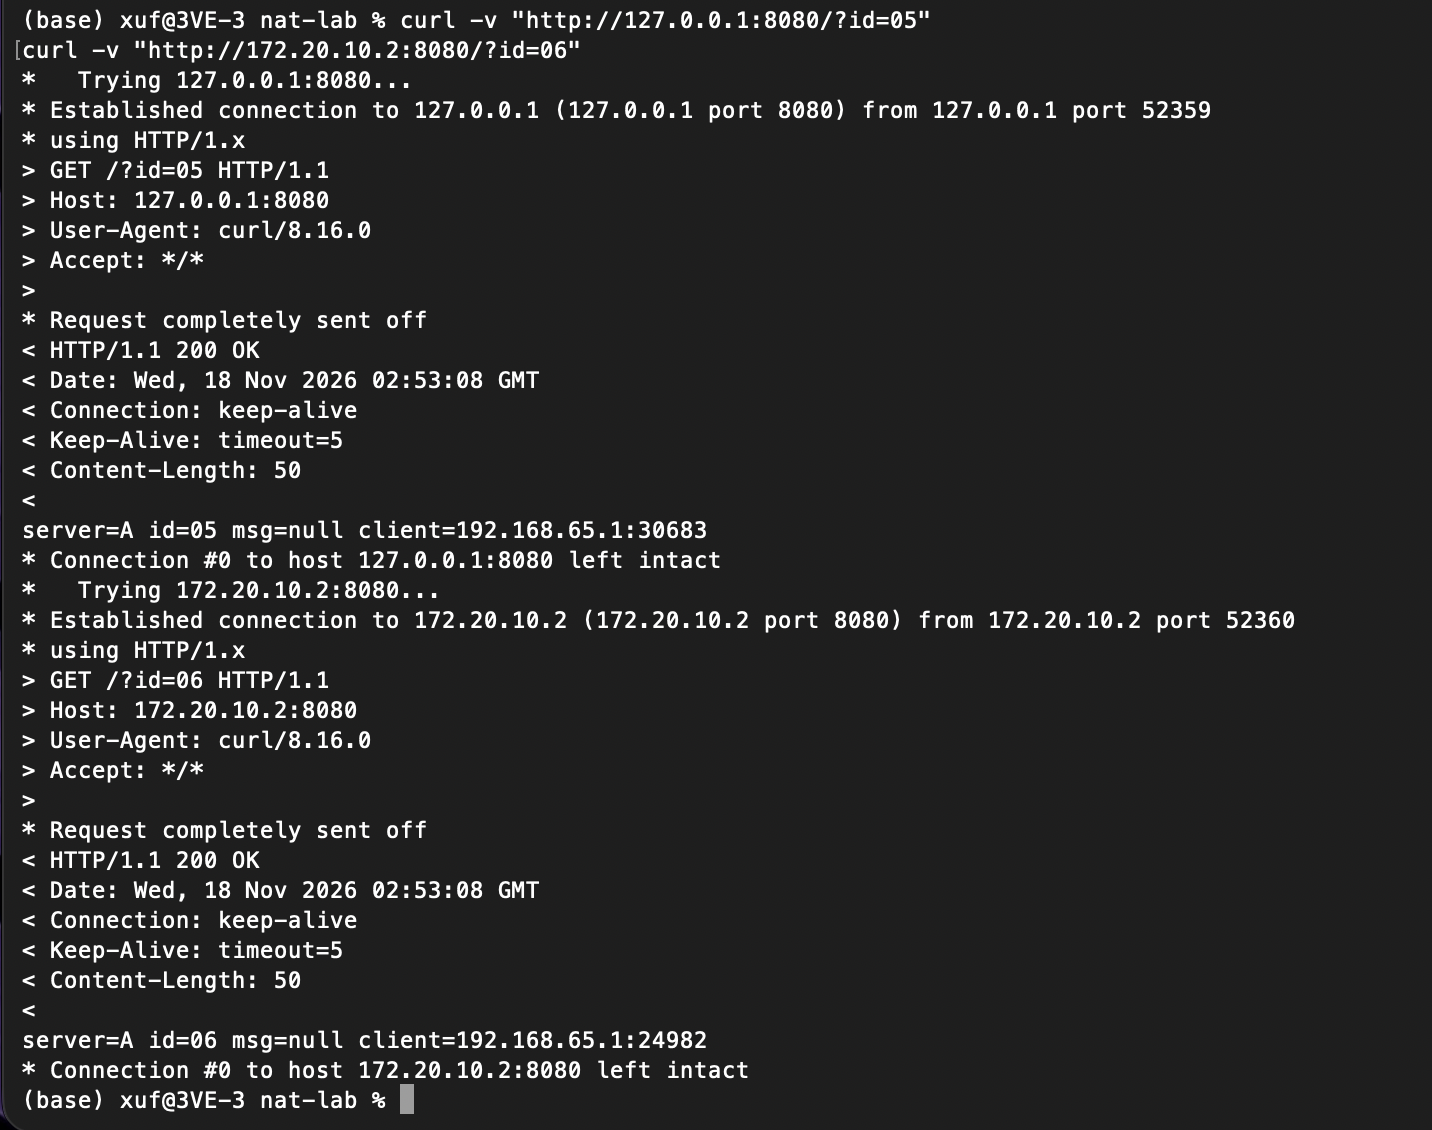 (base) xuf@3VE-3 nat-lab % curl -v "http://127.0.0.1:8080/?id=05"
[curl -v "http://172.20.10.2:8080/?id=06"
*   Trying 127.0.0.1:8080...
* Established connection to 127.0.0.1 (127.0.0.1 port 8080) from 127.0.0.1 port 52359
* using HTTP/1.x
> GET /?id=05 HTTP/1.1
> Host: 127.0.0.1:8080
> User-Agent: curl/8.16.0
> Accept: */*
>
* Request completely sent off
< HTTP/1.1 200 OK
< Date: Wed, 18 Nov 2026 02:53:08 GMT
< Connection: keep-alive
< Keep-Alive: timeout=5
< Content-Length: 50
<
server=A id=05 msg=null client=192.168.65.1:30683
* Connection #0 to host 127.0.0.1:8080 left intact
*   Trying 172.20.10.2:8080...
* Established connection to 172.20.10.2 (172.20.10.2 port 8080) from 172.20.10.2 port 52360
* using HTTP/1.x
> GET /?id=06 HTTP/1.1
> Host: 172.20.10.2:8080
> User-Agent: curl/8.16.0
> Accept: */*
>
* Request completely sent off
< HTTP/1.1 200 OK
< Date: Wed, 18 Nov 2026 02:53:08 GMT
< Connection: keep-alive
< Keep-Alive: timeout=5
< Content-Length: 50
<
server=A id=06 msg=null client=192.168.65.1:24982
* Connection #0 to host 172.20.10.2:8080 left intact
(base) xuf@3VE-3 nat-lab %